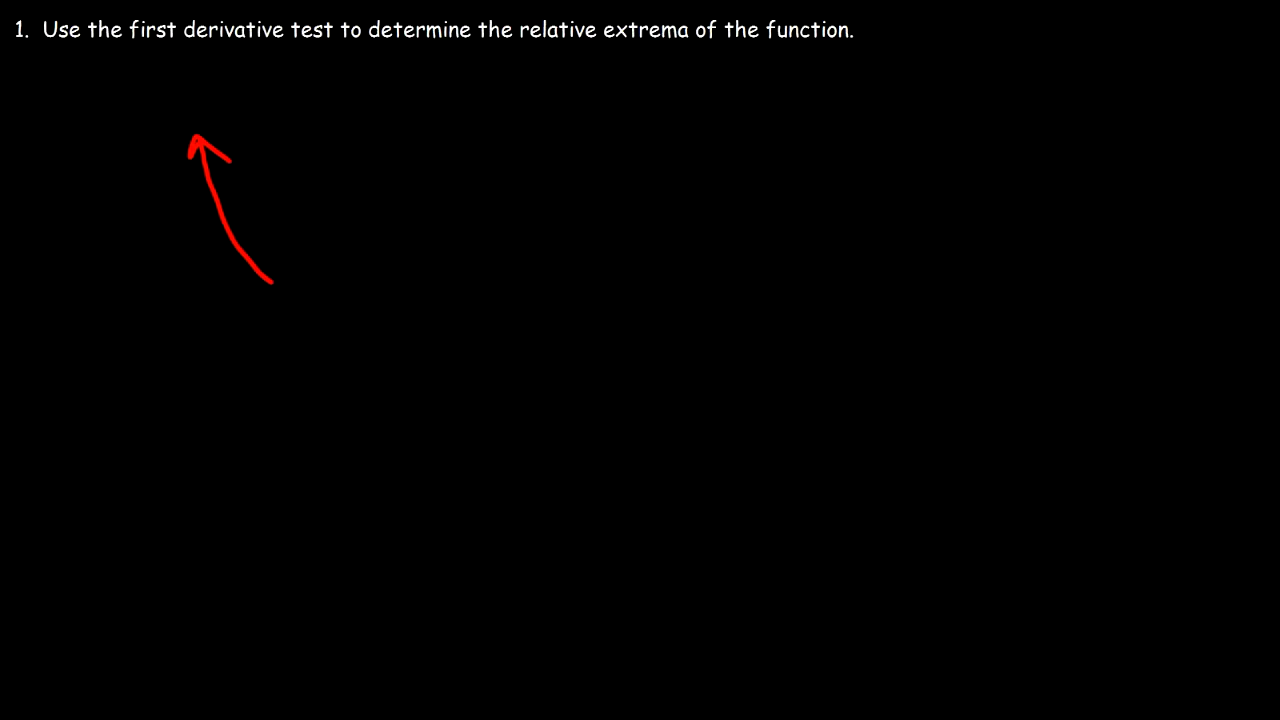 1. Use the first derivative test to determine the relative extrema of the function.